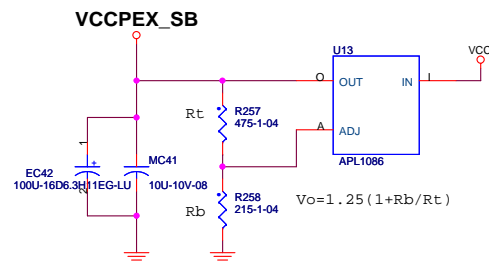 VCCPEX_SB
U13
VCC
O OUT IN I
Rt R257
475-1-04
A ADJ
1
MC41
APL1086
EC42
100U-16D6.3H11EG-LU
10U-10V-08
2
R258
215-1-04
Rb
Vo=1.25(1+Rb/Rt)